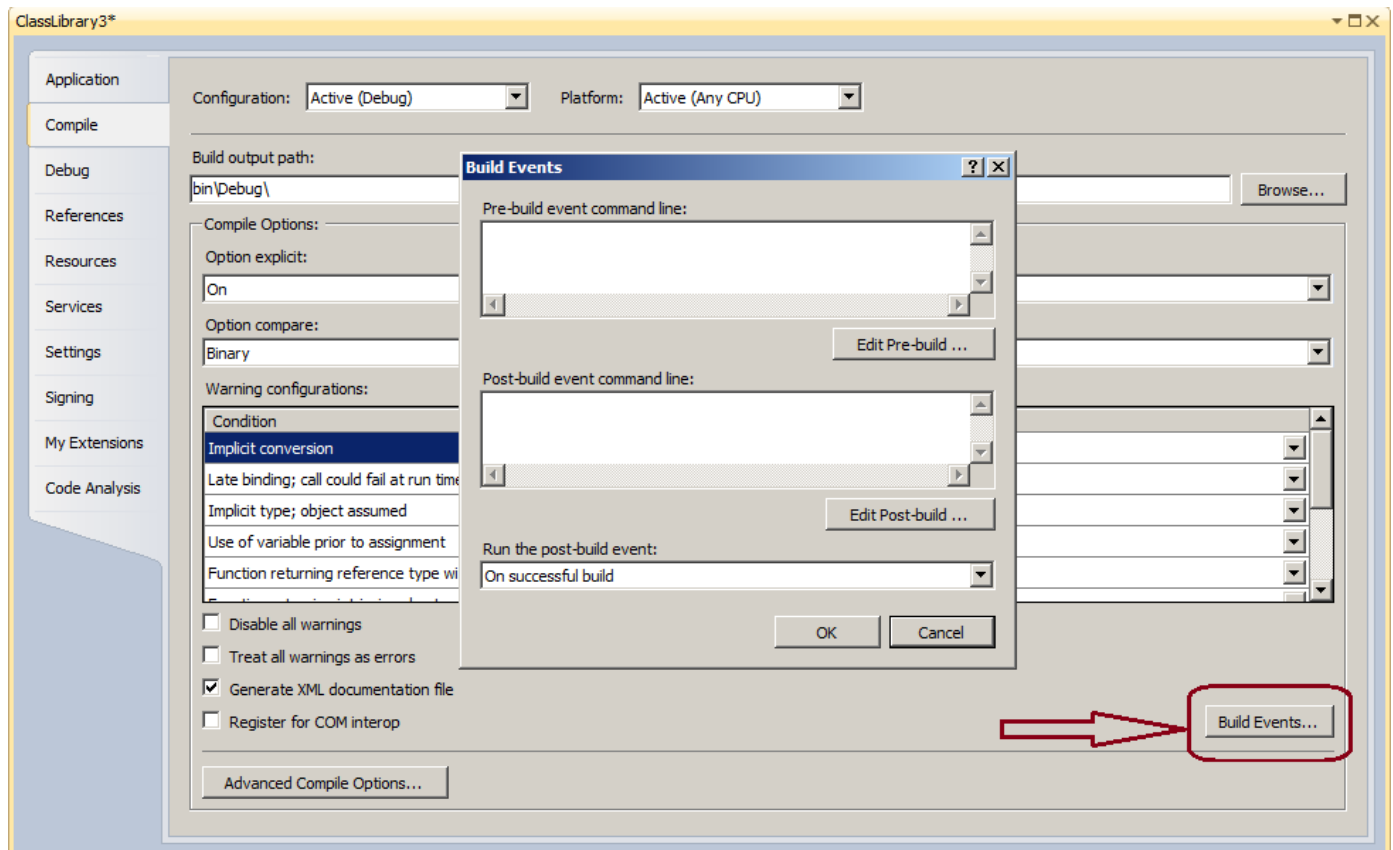 ClassLibrary3*
Application
Compile
Debug
References
Resources
Services
Settings
Signing
My Extensions
Code Analysis
Configuration: Active (Debug) Platform: Active (Any CPU)
Build output path:
bin\Debug\ Browse...
Compile Options:
Option explicit:
On
Option compare:
Binary
Warning configurations:
Condition
Implicit conversion
Late binding; call could fail at run time
Implicit type; object assumed
Use of variable prior to assignment
Function returning reference type wi
Disable all warnings
Treat all warnings as errors
Generate XML documentation file
Register for COM interop
Build Events...
Advanced Compile Options...
Build Events
Pre-build event command line:
Edit Pre-build ...
Post-build event command line:
Edit Post-build ...
Run the post-build event:
On successful build
OK Cancel